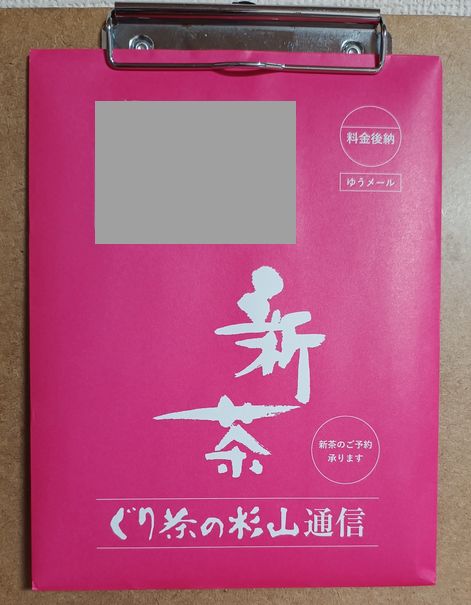 料金後納
ゆうメール
新茶
新茶のご予約
承ります
ぐり茶の杉山通信